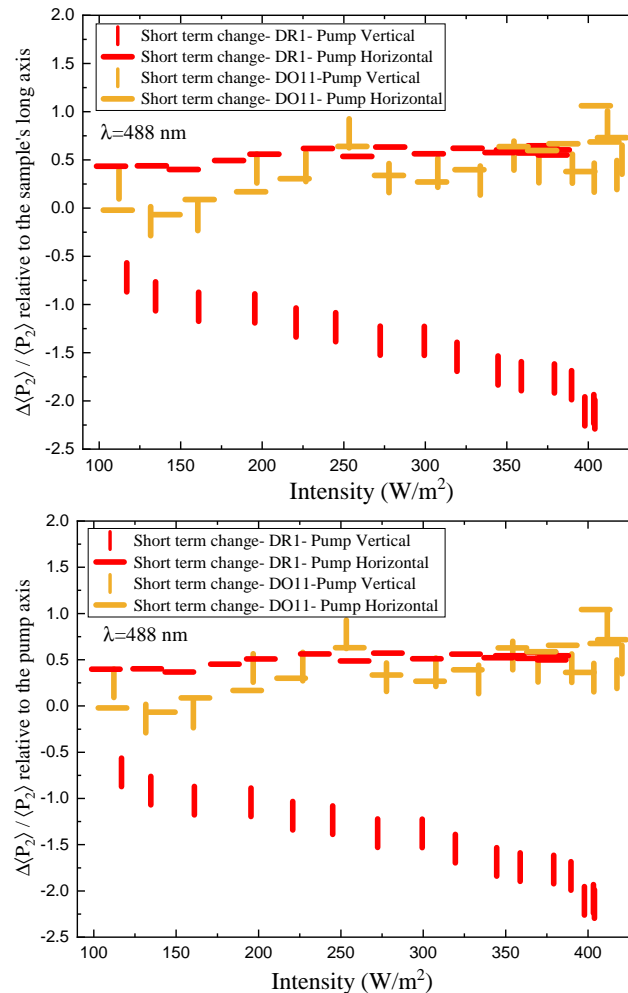 2.0
1.5
1.0
0.5
0.0
-0.5
-1.0
-1.5
-2.0
-2.5
Δ⟨P₂⟩ / ⟨P₂⟩ relative to the sample's long axis
Short term change- DR1- Pump Vertical
Short term change- DR1- Pump Horizontal
Short term change- DO11-Pump Vertical
Short term change- DO11- Pump Horizontal
λ=488 nm
100 150 200 250 300 350 400
Intensity (W/m²)
2.0
1.5
1.0
0.5
0.0
-0.5
-1.0
-1.5
-2.0
-2.5
Δ⟨P₂⟩ / ⟨P₂⟩ relative to the pump axis
Short term change- DR1- Pump Vertical
Short term change- DR1- Pump Horizontal
Short term change- DO11-Pump Vertical
Short term change- DO11- Pump Horizontal
λ=488 nm
100 150 200 250 300 350 400
Intensity (W/m²)